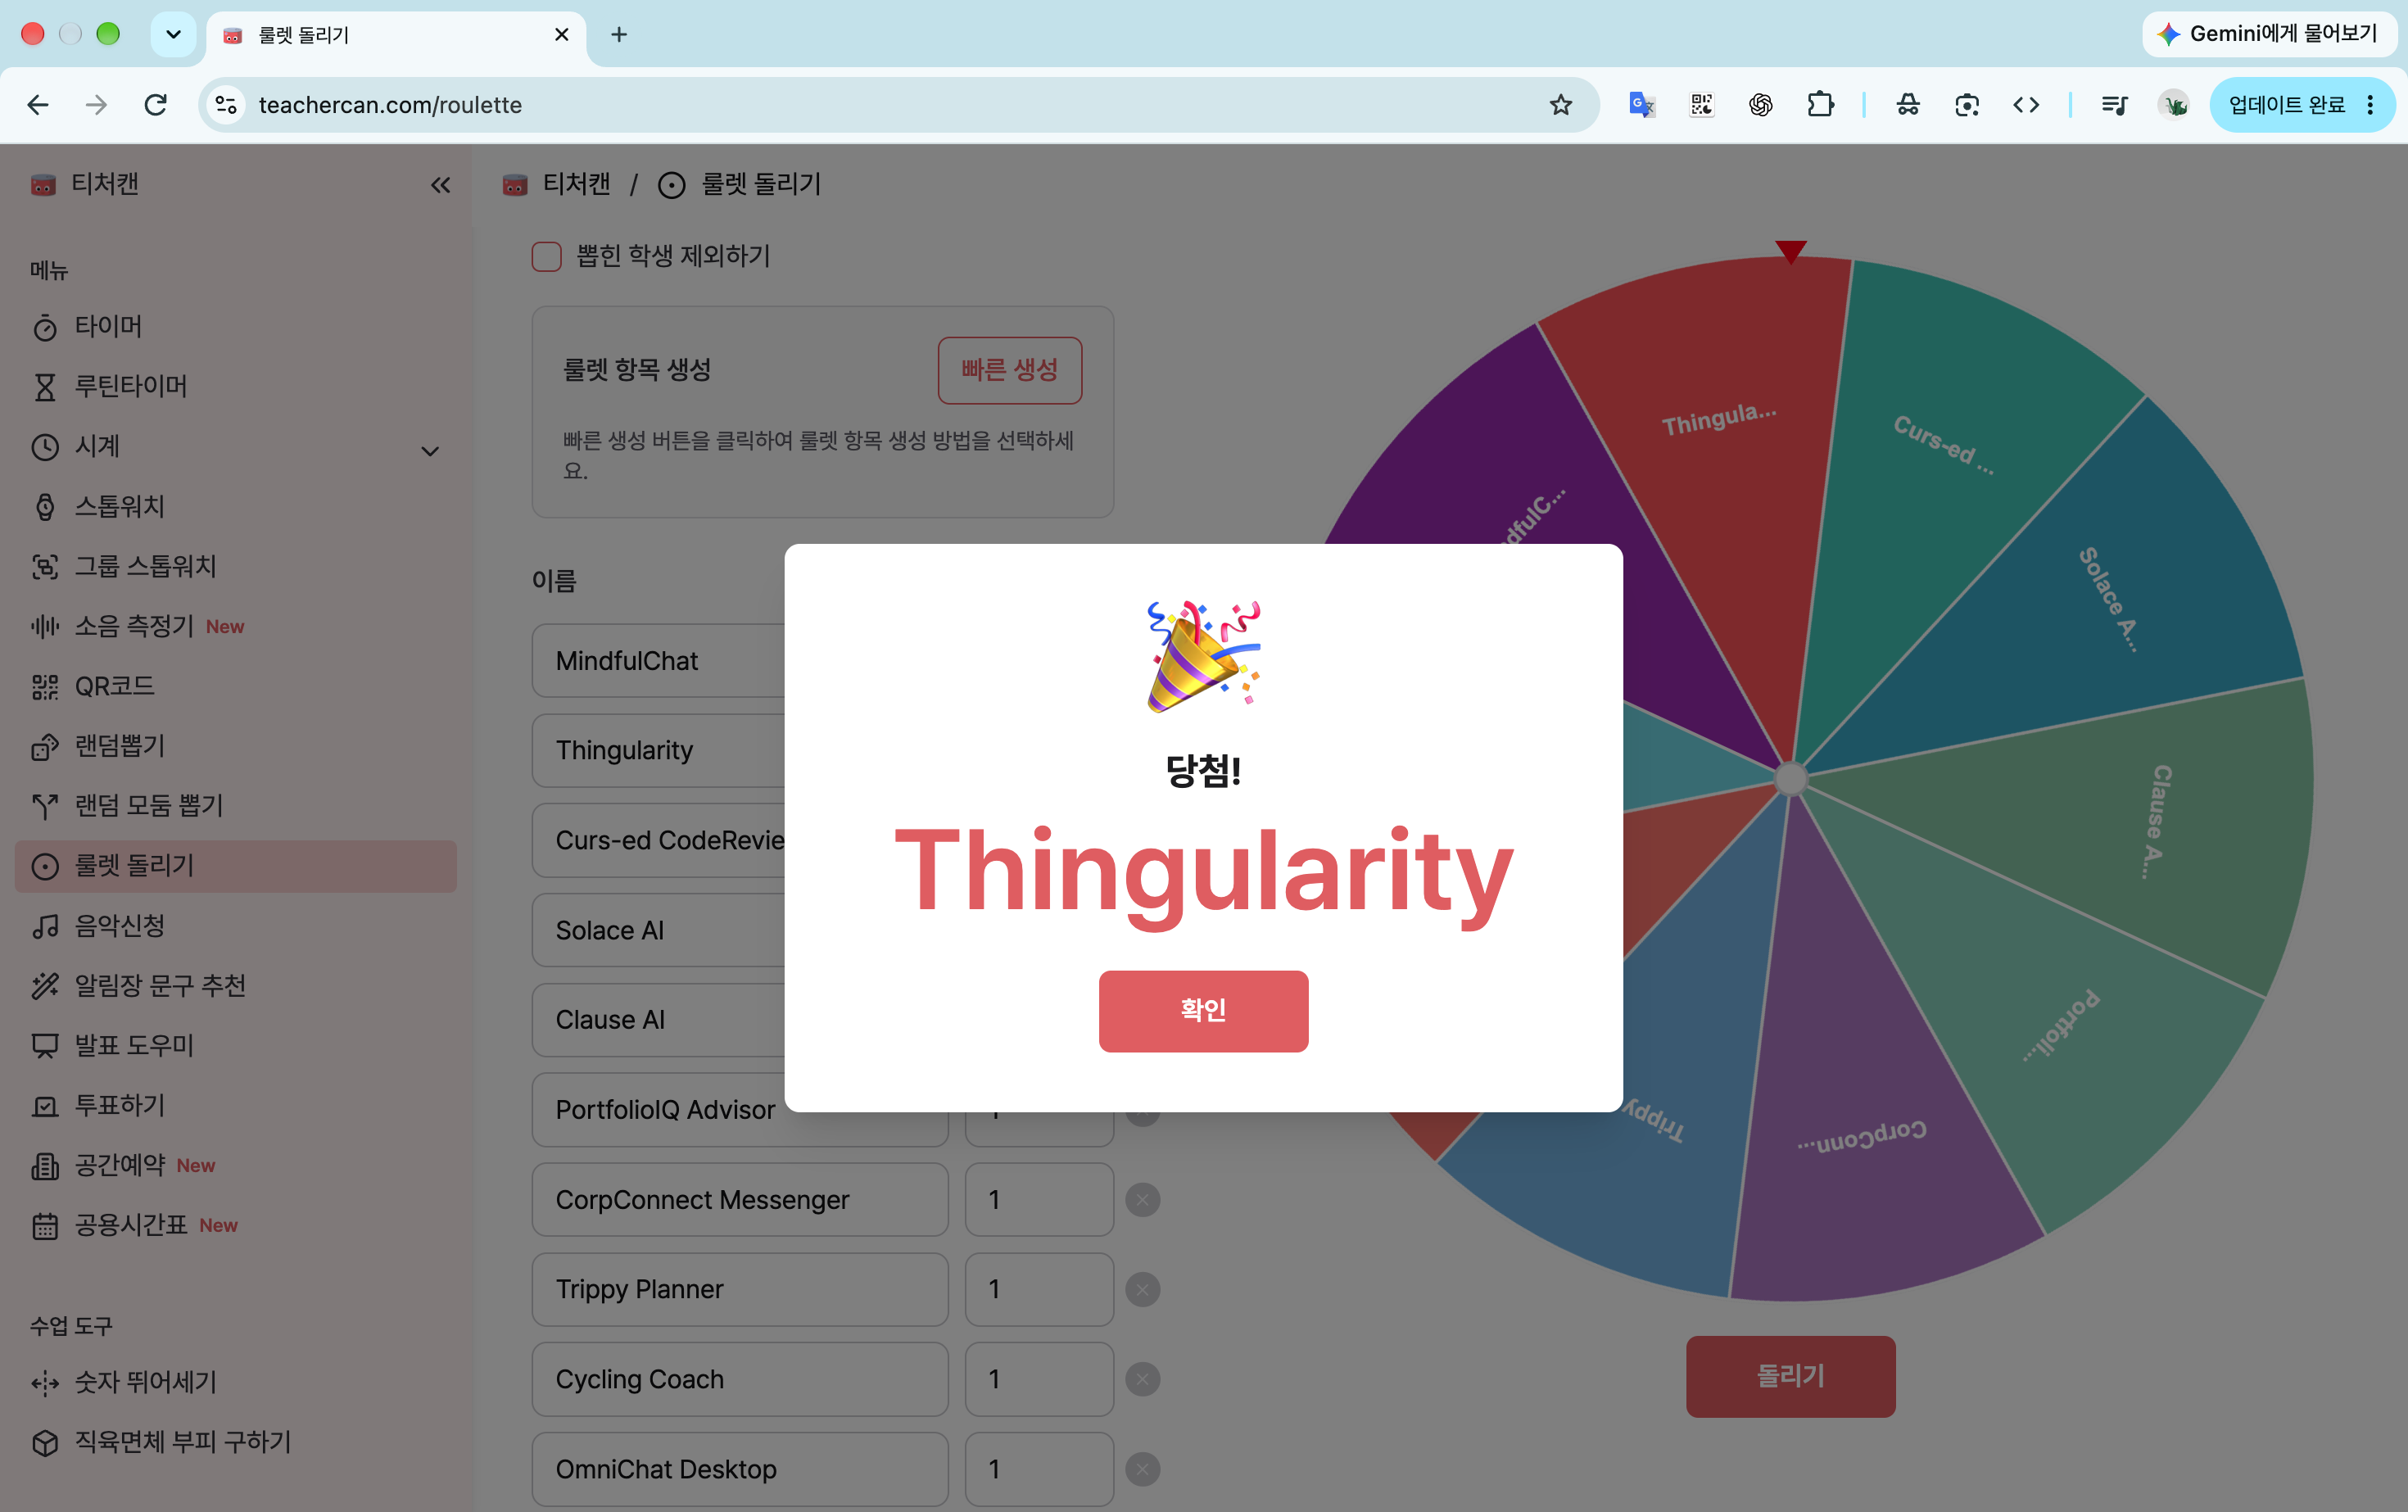 룰렛 돌리기
Gemini에게 물어보기
teachercan.com/roulette
업데이트 완료
티처캔
메뉴
타이머
루틴타이머
시계
스톱워치
그룹 스톱워치
소음 측정기 New
QR코드
랜덤뽑기
랜덤 모둠 뽑기
룰렛 돌리기
음악신청
알림장 문구 추천
발표 도우미
투표하기
공간예약 New
공용시간표 New
수업 도구
숫자 뛰어세기
직육면체 부피 구하기
티처캔 / 룰렛 돌리기
뽑힌 학생 제외하기
룰렛 항목 생성
빠른 생성
빠른 생성 버튼을 클릭하여 룰렛 항목 생성 방법을 선택하세
요.
이름
MindfulChat
Thingularity
Curs-ed CodeRevie
Solace AI
Clause AI
PortfolioIQ Advisor
CorpConnect Messenger 1
Trippy Planner 1
Cycling Coach 1
OmniChat Desktop 1
당첨!
Thingularity
확인
dfulC...
Thingula...
Curs-ed ...
Solace A...
Clause A...
Portfoli...
CorpConn...
Trippy
돌리기